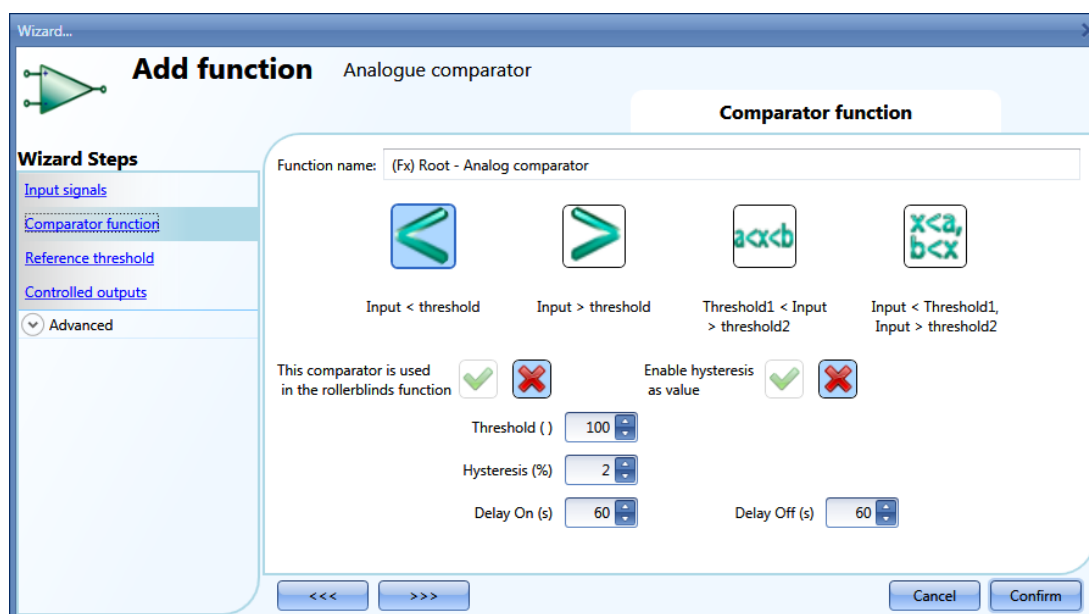 Wizard...
Add function Analogue comparator
Comparator function
Wizard Steps
Input signals
Comparator function
Reference threshold
Controlled outputs
Advanced
Function name: (Fx) Root - Analog comparator
<
>
a<x<b
x<a,
b<x
Input < threshold
Input > threshold
Threshold1 < Input
> threshold2
Input < Threshold1,
Input > threshold2
This comparator is used
in the rollerblinds function
Enable hysteresis
as value
Threshold ( ) 100
Hysteresis (%) 2
Delay On (s) 60
Delay Off (s) 60
<<<
>>>
Cancel
Confirm